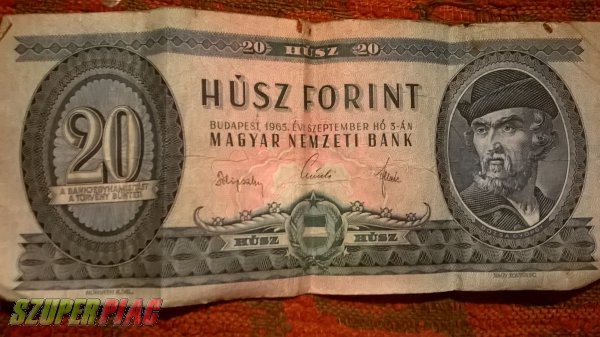 20 HÚSZ 20
HÚSZ FORINT
BUDAPEST, 1965. ÉVI SZEPTEMBER HÓ 3-ÁN
MAGYAR NEMZETI BANK
20
A BANKJEGYHAMISÍTÁST
A TÖRVÉNY BÜNTETI
HÚSZ HÚSZ
SZUPERPIAC